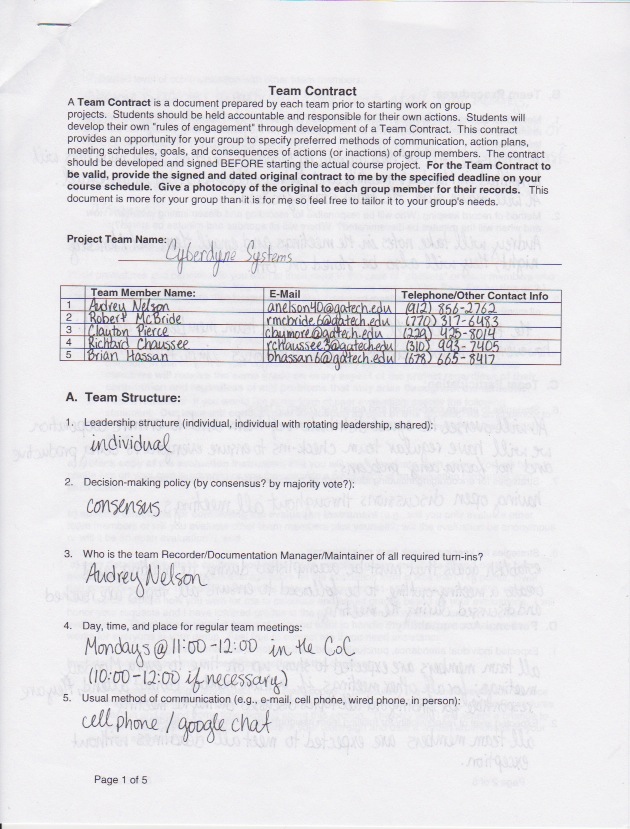 Team Contract
A Team Contract is a document prepared by each team prior to starting work on group
projects. Students should be held accountable and responsible for their own actions. Students will
develop their own "rules of engagement" through development of a Team Contract. This contract
provides an opportunity for your group to specify preferred methods of communication, action plans,
meeting schedules, goals, and consequences of actions (or inactions) of group members. The contract
should be developed and signed BEFORE starting the actual course project. For the Team Contract to
be valid, provide the signed and dated original contract to me by the specified deadline on your
course schedule. Give a photocopy of the original to each group member for their records. This
document is more for your group than it is for me so feel free to tailor it to your group's needs.
Project Team Name: Cyberdyne Systems
Team Member Name: E-Mail Telephone/Other Contact Info
1 Audrey Nelson anelson40@gatech.edu (912) 856-2762
2 Robert McBride rmcbride6@gatech.edu (770) 317-6483
3 Clayton Pierce claymore@gatech.edu (229) 425-8014
4 Richard Chaussee rchaussee3@gatech.edu (310) 993-7405
5 Brian Hassan bhassan6@gatech.edu (678) 665-8417
A. Team Structure:
1. Leadership structure (individual, individual with rotating leadership, shared):
individual
2. Decision-making policy (by consensus? by majority vote?):
consensus
3. Who is the team Recorder/Documentation Manager/Maintainer of all required turn-ins?
Audrey Nelson
4. Day, time, and place for regular team meetings:
Mondays @ 11:00-12:00 in the CoC
(10:00-12:00 if necessary)
5. Usual method of communication (e.g., e-mail, cell phone, wired phone, in person):
cell phone / google chat
Page 1 of 5